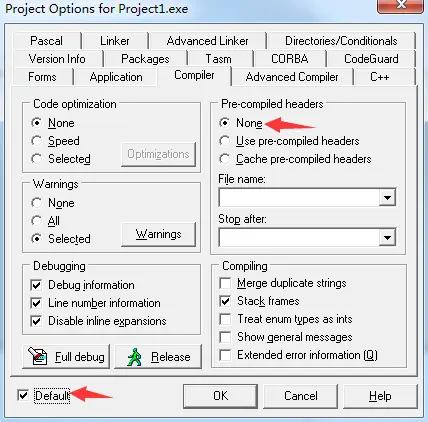 Project Options for Project1.exe
Pascal Linker Advanced Linker Directories/Conditionals
Version Info Packages Tasm CORBA CodeGuard
Forms Application Compiler Advanced Compiler C++
Code optimization
None
Speed
Selected
Optimizations
Warnings
None
All
Selected
Warnings
Debugging
Debug information
Line number information
Disable inline expansions
Full debug
Release
Pre-compiled headers
None
Use pre-compiled headers
Cache pre-compiled headers
File name:
Stop after:
Compiling
Merge duplicate strings
Stack frames
Treat enum types as ints
Show general messages
Extended error information (Q)
Default
OK
Cancel
Help